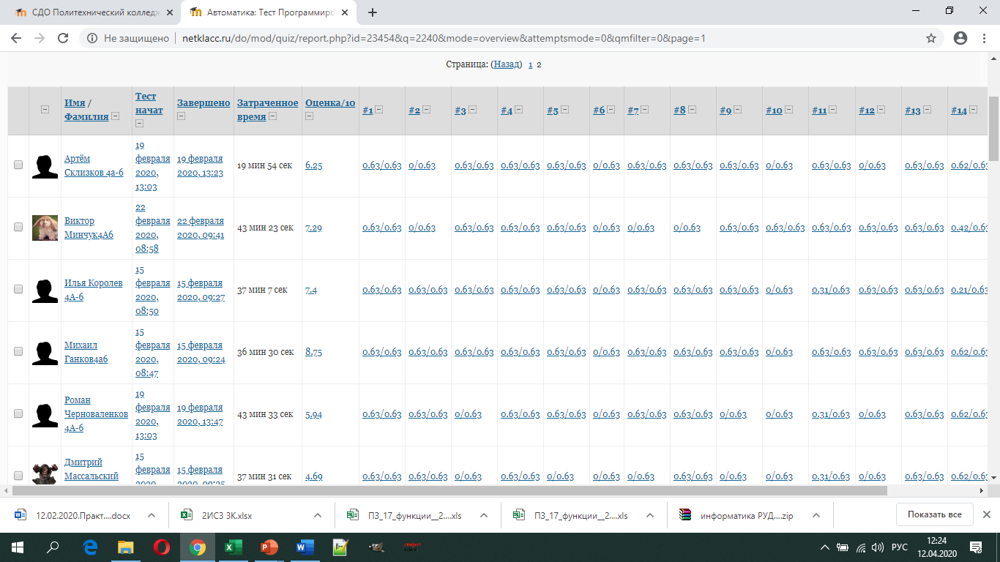 СДО Политехнический коллед
Автоматика: Тест Программиро
Не защищено netklacc.ru/do/mod/quiz/report.php?id=23454&q=2240&mode=overview&attemptsmode=0&qmfilter=0&page=1
Страница: (Назад) 1 2
Имя / Фамилия
Тест начат
Завершено
Затраченное время
Оценка/10
#1 #2 #3 #4 #5 #6 #7 #8 #9 #10 #11 #12 #13 #14
Артём
Склизков 4а-6
19 февраля 2020, 13:03
19 февраля 2020, 13:23
19 мин 54 сек
6.25
0.63/0.63 0/0.63 0.63/0.63 0.63/0.63 0.63/0.63 0/0.63 0.63/0.63 0.63/0.63 0.63/0.63 0/0.63 0.63/0.63 0/0.63 0.63/0.63 0.62/0.63
Виктор
Минчук4А6
22 февраля 2020, 08:58
22 февраля 2020, 09:41
43 мин 23 сек
7.29
0.63/0.63 0/0.63 0.63/0.63 0.63/0.63 0.63/0.63 0/0.63 0/0.63 0/0.63 0.63/0.63 0.63/0.63 0.63/0.63 0.63/0.63 0.63/0.63 0.42/0.63
Илья Королев
4А-6
15 февраля 2020, 08:50
15 февраля 2020, 09:27
37 мин 7 сек
7.4
0.63/0.63 0.63/0.63 0.63/0.63 0.63/0.63 0.63/0.63 0/0.63 0.63/0.63 0.63/0.63 0.63/0.63 0/0.63 0.31/0.63 0.63/0.63 0.63/0.63 0.21/0.63
Михаил
Ганков4а6
15 февраля 2020, 08:47
15 февраля 2020, 09:24
36 мин 30 сек
8.75
0.63/0.63 0.63/0.63 0.63/0.63 0.63/0.63 0.63/0.63 0/0.63 0.63/0.63 0.63/0.63 0.63/0.63 0/0.63 0.63/0.63 0.63/0.63 0.63/0.63 0.62/0.63
Роман
Черноваленков
4А-6
19 февраля 2020, 13:03
19 февраля 2020, 13:47
43 мин 33 сек
5.94
0.63/0.63 0.63/0.63 0/0.63 0.63/0.63 0.63/0.63 0/0.63 0.63/0.63 0.63/0.63 0/0.63 0/0.63 0.31/0.63 0/0.63 0.63/0.63 0.62/0.63
Дмитрий
Массальский
15 февраля
15 февраля
37 мин 31 сек
4.69
0.63/0.63 0.63/0.63 0/0.63 0.63/0.63 0/0.63 0/0.63 0/0.63 0.63/0.63 0/0.63 0/0.63 0.31/0.63 0/0.63 0.63/0.63 0.62/0.63
12.02.2020.Практ....docx
2ИСЗ ЗК.xlsx
ПЗ_17_функции__2....xls
ПЗ_17_функции__2....xls
информатика РУД....zip
Показать все
РУС
12:24
12.04.2020